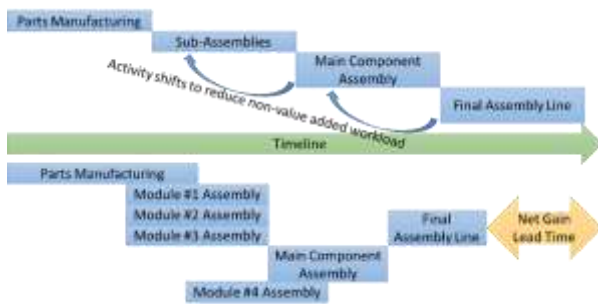 Parts Manufacturing
Sub-Assemblies
Main Component
Assembly
Activity shifts to reduce non-value added workload
Final Assembly Line
Timeline
Parts Manufacturing
Module #1 Assembly
Module #2 Assembly
Module #3 Assembly
Final
Assembly Line
Net Gain
Lead Time
Main Component
Assembly
Module #4 Assembly